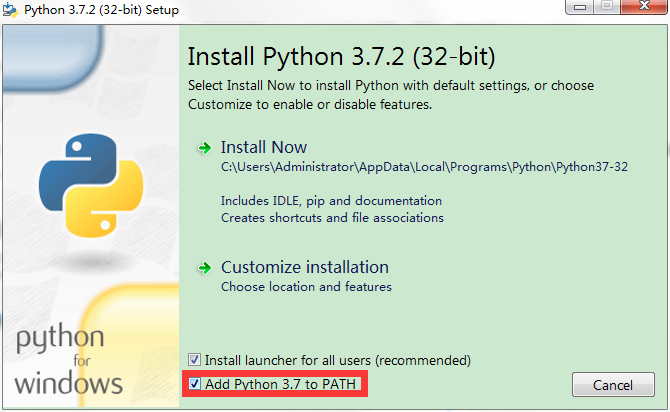 Python 3.7.2 (32-bit) Setup
Install Python 3.7.2 (32-bit)
Select Install Now to install Python with default settings, or choose
Customize to enable or disable features.
Install Now
C:\Users\Administrator\AppData\Local\Programs\Python\Python37-32
Includes IDLE, pip and documentation
Creates shortcuts and file associations
Customize installation
Choose location and features
python
for
windows
Install launcher for all users (recommended)
Add Python 3.7 to PATH
Cancel